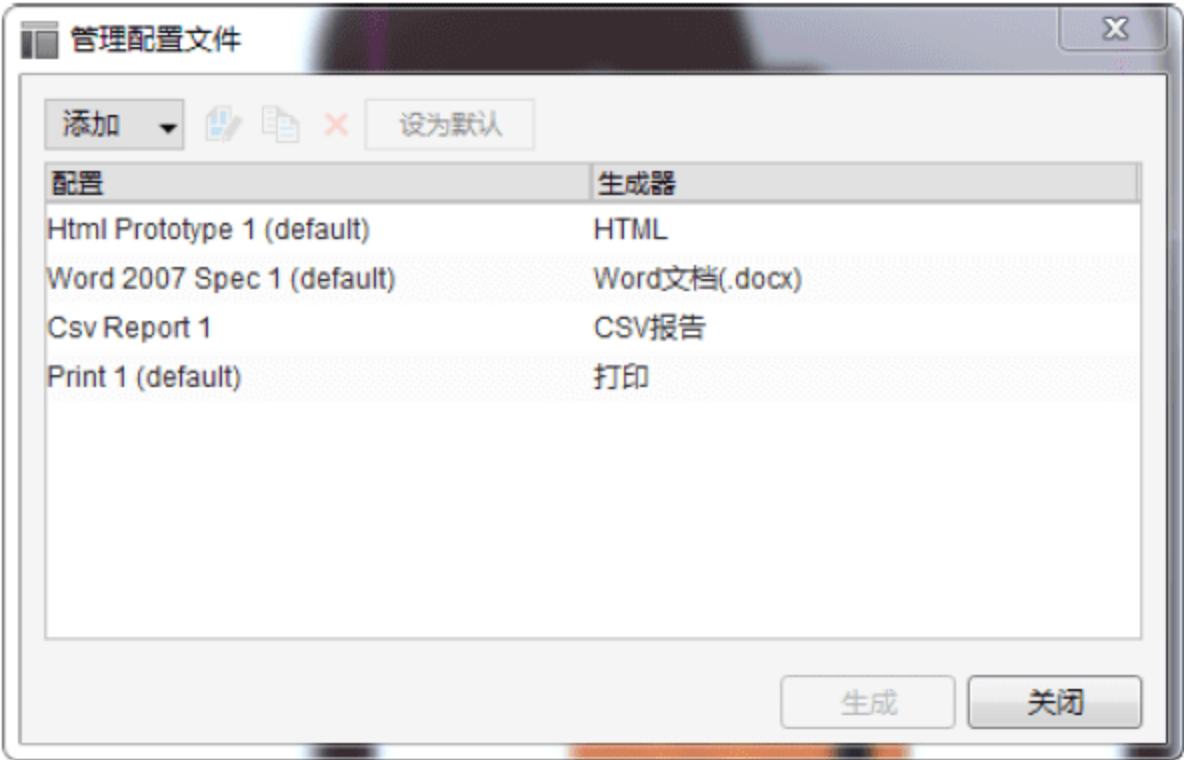 管理配置文件
添加 设为默认
配置 生成器
Html Prototype 1 (default) HTML
Word 2007 Spec 1 (default) Word文档(.docx)
Csv Report 1 CSV报告
Print 1 (default) 打印
生成 关闭